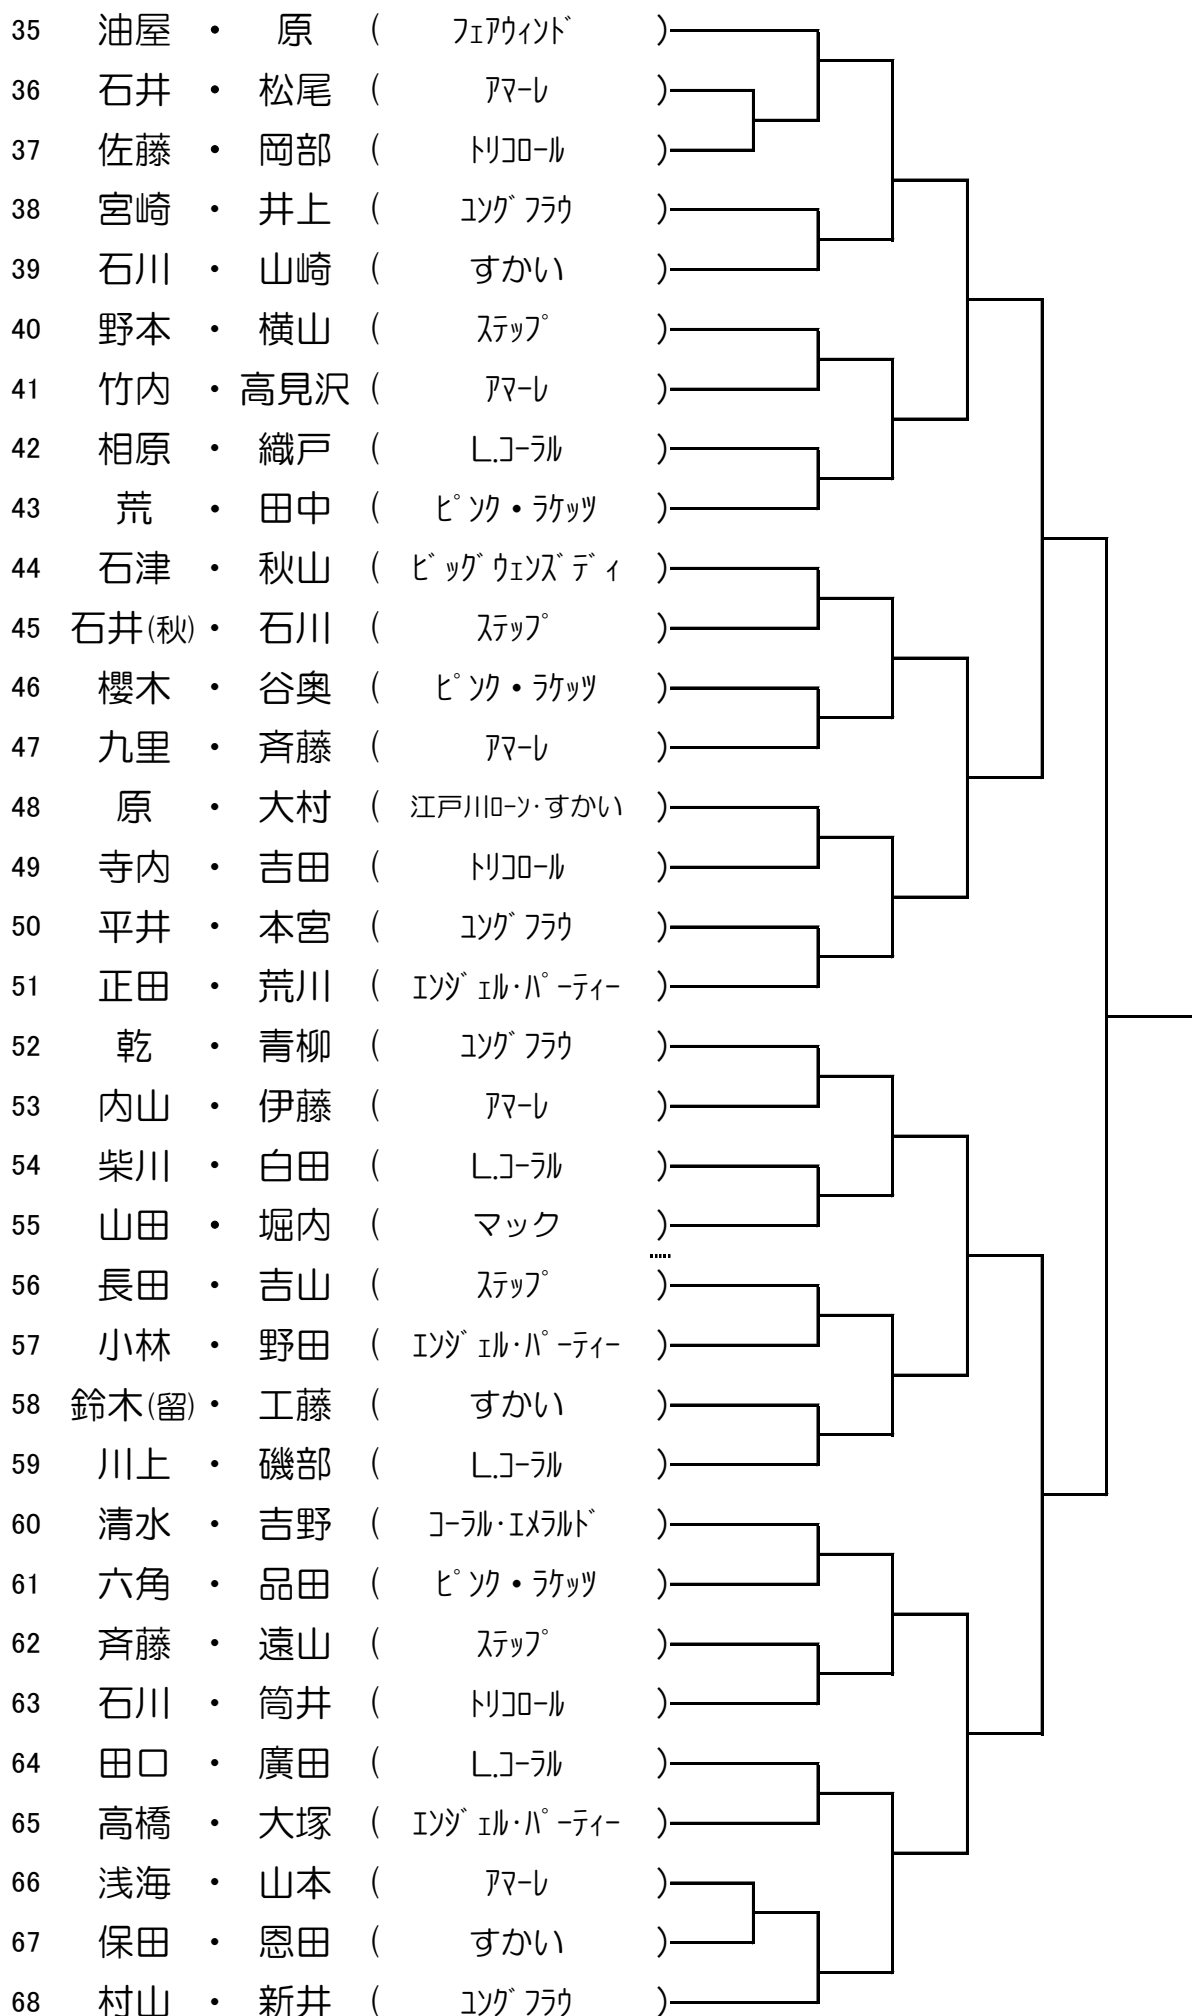 35 油屋 ・ 原 ( フェアウィンド )
36 石井 ・ 松尾 ( アマーレ )
37 佐藤 ・ 岡部 ( トリコロール )
38 宮崎 ・ 井上 ( ユングフラウ )
39 石川 ・ 山崎 ( すかい )
40 野本 ・ 横山 ( ステップ )
41 竹内 ・ 高見沢 ( アマーレ )
42 相原 ・ 織戸 ( L.コーラル )
43 荒 ・ 田中 ( ピンク・ラケッツ )
44 石津 ・ 秋山 ( ビッグウェンズディ )
45 石井(秋) ・ 石川 ( ステップ )
46 櫻木 ・ 谷奥 ( ピンク・ラケッツ )
47 九里 ・ 斉藤 ( アマーレ )
48 原 ・ 大村 ( 江戸川ローン・すかい )
49 寺内 ・ 吉田 ( トリコロール )
50 平井 ・ 本宮 ( ユングフラウ )
51 正田 ・ 荒川 ( エンジェル・パーティー )
52 乾 ・ 青柳 ( ユングフラウ )
53 内山 ・ 伊藤 ( アマーレ )
54 柴川 ・ 白田 ( L.コーラル )
55 山田 ・ 堀内 ( マック )
56 長田 ・ 吉山 ( ステップ )
57 小林 ・ 野田 ( エンジェル・パーティー )
58 鈴木(留) ・ 工藤 ( すかい )
59 川上 ・ 磯部 ( L.コーラル )
60 清水 ・ 吉野 ( コーラル・エメラルド )
61 六角 ・ 品田 ( ピンク・ラケッツ )
62 斉藤 ・ 遠山 ( ステップ )
63 石川 ・ 筒井 ( トリコロール )
64 田口 ・ 廣田 ( L.コーラル )
65 高橋 ・ 大塚 ( エンジェル・パーティー )
66 浅海 ・ 山本 ( アマーレ )
67 保田 ・ 恩田 ( すかい )
68 村山 ・ 新井 ( ユングフラウ )